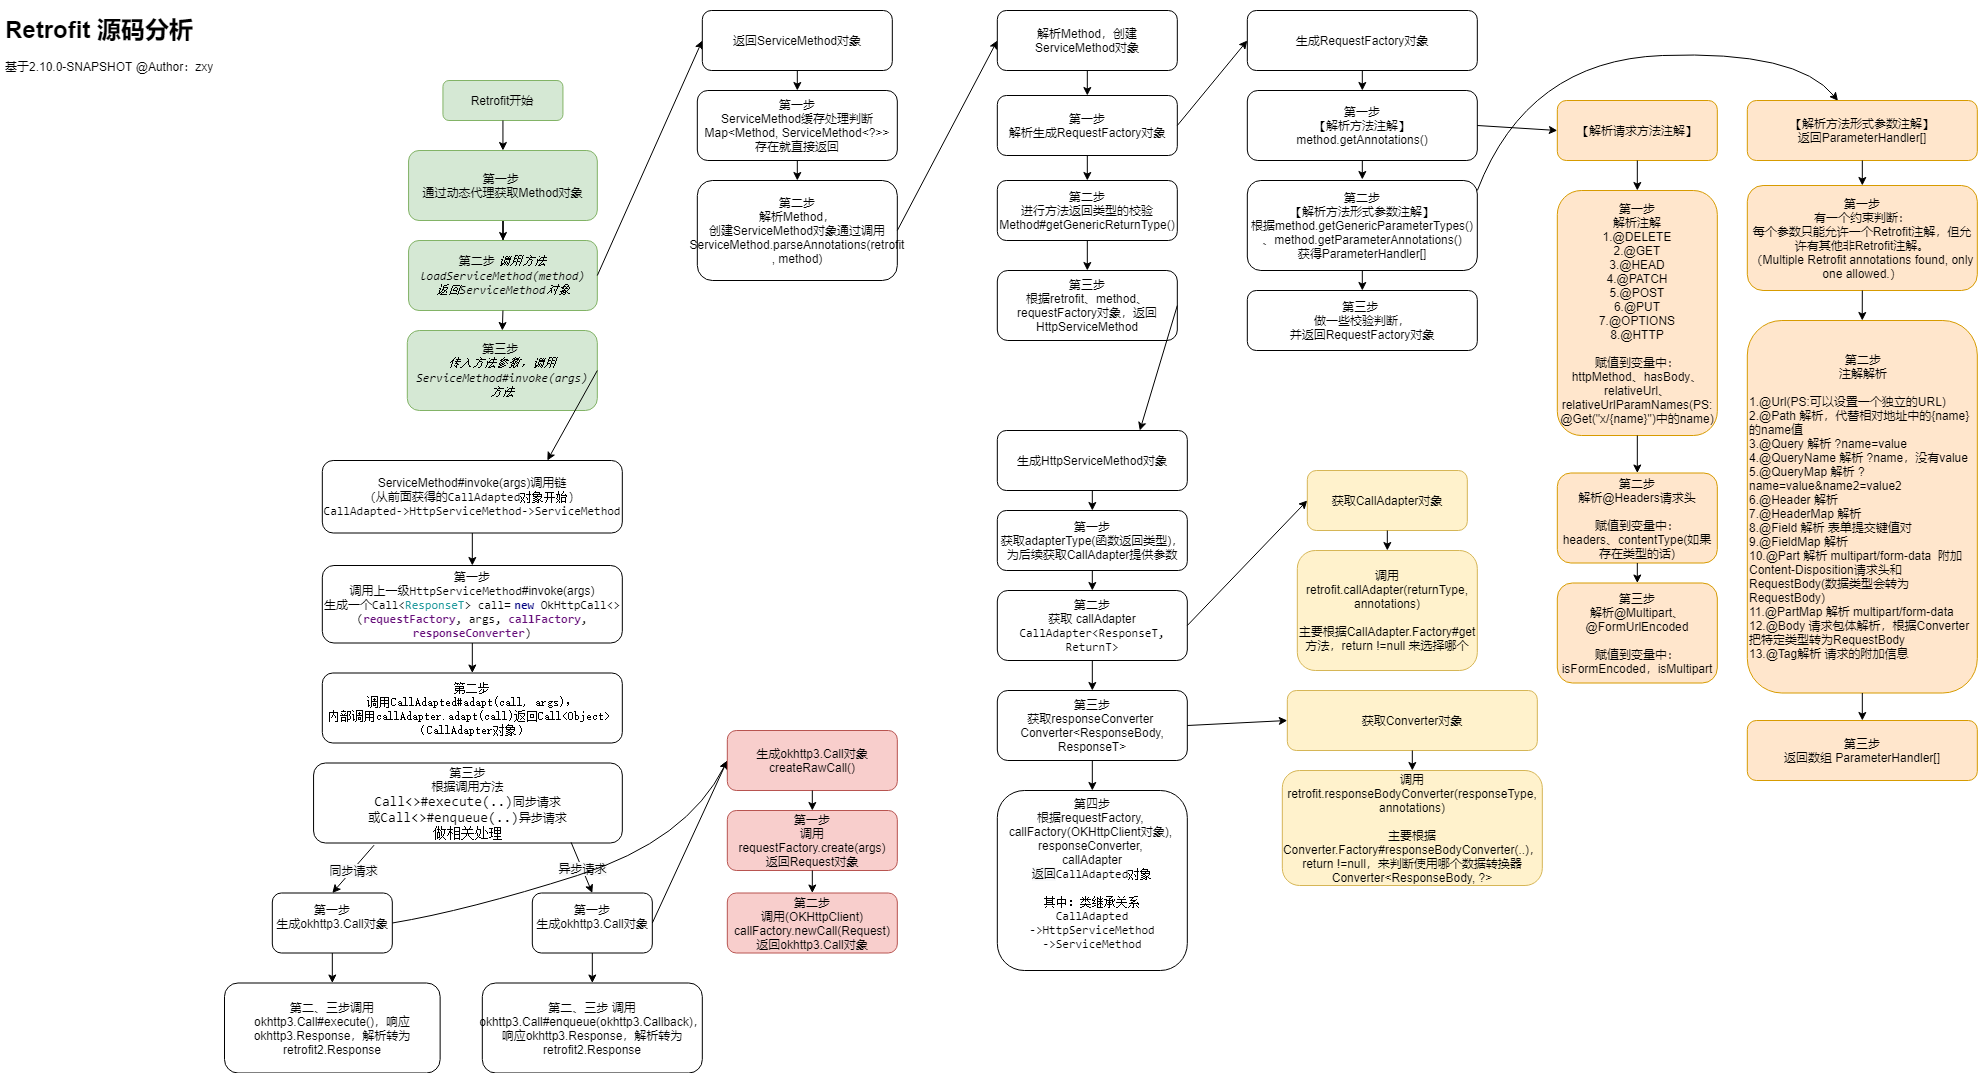 Retrofit 源码分析
基于2.10.0-SNAPSHOT @Author：zxy
Retrofit开始
第一步
通过动态代理获取Method对象
第二步 调用方法
loadServiceMethod(method)
返回ServiceMethod对象
第三步
传入方法参数，调用
ServiceMethod#invoke(args)
方法
返回ServiceMethod对象
第一步
ServiceMethod缓存处理判断
Map<Method, ServiceMethod<?>>
存在就直接返回
第二步
解析Method，
创建ServiceMethod对象通过调用
ServiceMethod.parseAnnotations(retrofit
, method)
解析Method，创建
ServiceMethod对象
第一步
解析生成RequestFactory对象
第二步
进行方法返回类型的校验
Method#getGenericReturnType()
第三步
根据retrofit、method、
requestFactory对象，返回
HttpServiceMethod
生成RequestFactory对象
第一步
【解析方法注解】
method.getAnnotations()
第二步
【解析方法形式参数注解】
根据method.getGenericParameterTypes()
、method.getParameterAnnotations()
获得ParameterHandler[]
第三步
做一些校验判断，
并返回RequestFactory对象
【解析请求方法注解】
第一步
解析注解
1.@DELETE
2.@GET
3.@HEAD
4.@PATCH
5.@POST
6.@PUT
7.@OPTIONS
8.@HTTP
赋值到变量中：
httpMethod、hasBody、
relativeUrl、
relativeUrlParamNames(PS:
@Get("x/{name}")中的name)
第二步
解析@Headers请求头
赋值到变量中：
headers、contentType(如果
存在类型的话)
第三步
解析@Multipart、
@FormUrlEncoded
赋值到变量中：
isFormEncoded，isMultipart
【解析方法形式参数注解】
返回ParameterHandler[]
第一步
有一个约束判断：
每个参数只能允许一个Retrofit注解，但允
许有其他非Retrofit注解。
（Multiple Retrofit annotations found, only
one allowed.）
第二步
注解解析
1.@Url(PS:可以设置一个独立的URL)
2.@Path 解析，代替相对地址中的{name}
的name值
3.@Query 解析 ?name=value
4.@QueryName 解析 ?name，没有value
5.@QueryMap 解析 ?
name=value&name2=value2
6.@Header 解析
7.@HeaderMap 解析
8.@Field 解析 表单提交键值对
9.@FieldMap 解析
10.@Part 解析 multipart/form-data  附加
Content-Disposition请求头和
RequestBody(数据类型会转为
RequestBody)
11.@PartMap 解析 multipart/form-data
12.@Body 请求包体解析，根据Converter
把特定类型转为RequestBody
13.@Tag解析 请求的附加信息
第三步
返回数组 ParameterHandler[]
生成HttpServiceMethod对象
第一步
获取adapterType(函数返回类型)，
为后续获取CallAdapter提供参数
第二步
获取 callAdapter
CallAdapter<ResponseT,
ReturnT>
第三步
获取responseConverter
Converter<ResponseBody,
ResponseT>
第四步
根据requestFactory,
callFactory(OKHttpClient对象),
responseConverter,
callAdapter
返回CallAdapted对象
其中：类继承关系
CallAdapted
->HttpServiceMethod
->ServiceMethod
获取CallAdapter对象
调用
retrofit.callAdapter(returnType,
annotations)
主要根据CallAdapter.Factory#get
方法，return !=null 来选择哪个
获取Converter对象
调用
retrofit.responseBodyConverter(responseType,
annotations)
主要根据
Converter.Factory#responseBodyConverter(..)，
return !=null，来判断使用哪个数据转换器
Converter<ResponseBody, ?>
ServiceMethod#invoke(args)调用链
（从前面获得的CallAdapted对象开始）
CallAdapted->HttpServiceMethod->ServiceMethod
第一步
调用上一级HttpServiceMethod#invoke(args)
生成一个Call<ResponseT> call= new OkHttpCall<>
(requestFactory, args, callFactory,
responseConverter)
第二步
调用CallAdapted#adapt(call, args)，
内部调用callAdapter.adapt(call)返回Call<Object>
（CallAdapter对象）
第三步
根据调用方法
Call<>#execute(..)同步请求
或Call<>#enqueue(..)异步请求
做相关处理
同步请求
异步请求
第一步
生成okhttp3.Call对象
第一步
生成okhttp3.Call对象
第二、三步调用
okhttp3.Call#execute()，响应
okhttp3.Response，解析转为
retrofit2.Response
第二、三步 调用
okhttp3.Call#enqueue(okhttp3.Callback)，
响应okhttp3.Response，解析转为
retrofit2.Response
生成okhttp3.Call对象
createRawCall()
第一步
调用
requestFactory.create(args)
返回Request对象
第二步
调用(OKHttpClient)
callFactory.newCall(Request)
返回okhttp3.Call对象